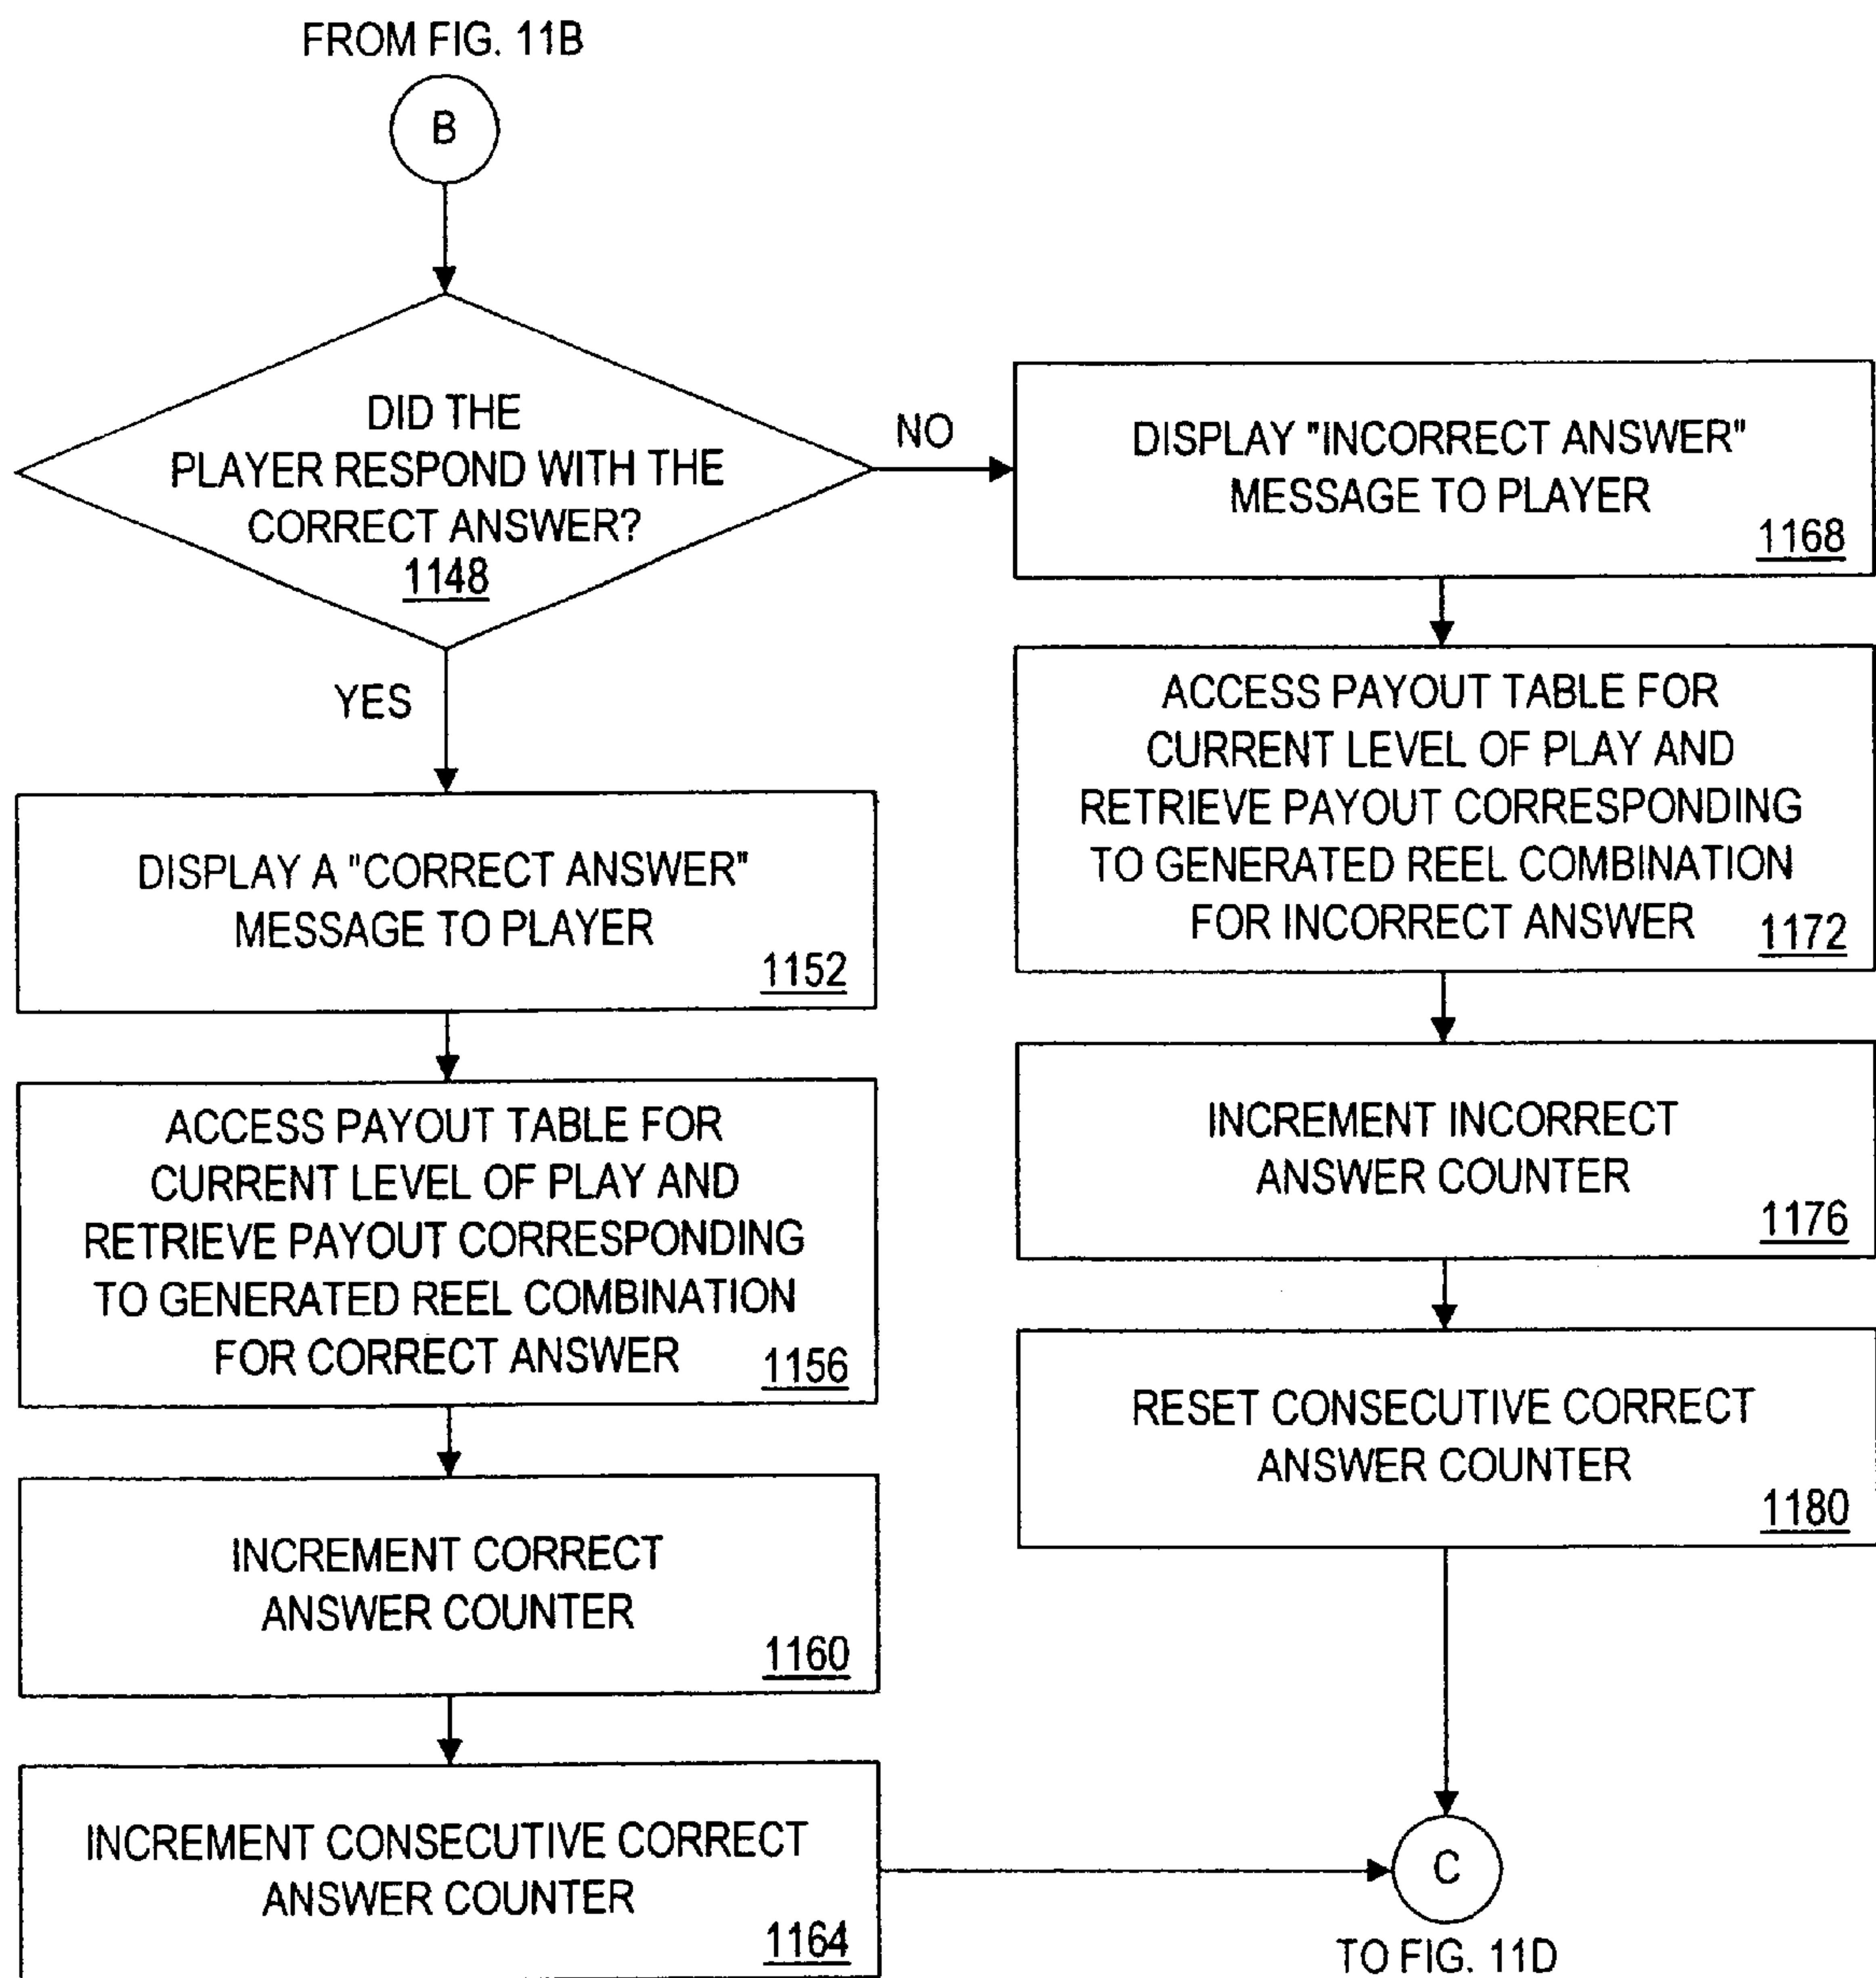 FROM FIG. 11B
B
DID THE
PLAYER RESPOND WITH THE
CORRECT ANSWER?
1148
NO
YES
DISPLAY A "CORRECT ANSWER"
MESSAGE TO PLAYER
1152
ACCESS PAYOUT TABLE FOR
CURRENT LEVEL OF PLAY AND
RETRIEVE PAYOUT CORRESPONDING
TO GENERATED REEL COMBINATION
FOR CORRECT ANSWER
1156
INCREMENT CORRECT
ANSWER COUNTER
1160
INCREMENT CONSECUTIVE CORRECT
ANSWER COUNTER
1164
DISPLAY "INCORRECT ANSWER"
MESSAGE TO PLAYER
1168
ACCESS PAYOUT TABLE FOR
CURRENT LEVEL OF PLAY AND
RETRIEVE PAYOUT CORRESPONDING
TO GENERATED REEL COMBINATION
FOR INCORRECT ANSWER
1172
INCREMENT INCORRECT
ANSWER COUNTER
1176
RESET CONSECUTIVE CORRECT
ANSWER COUNTER
1180
C
TO FIG. 11D